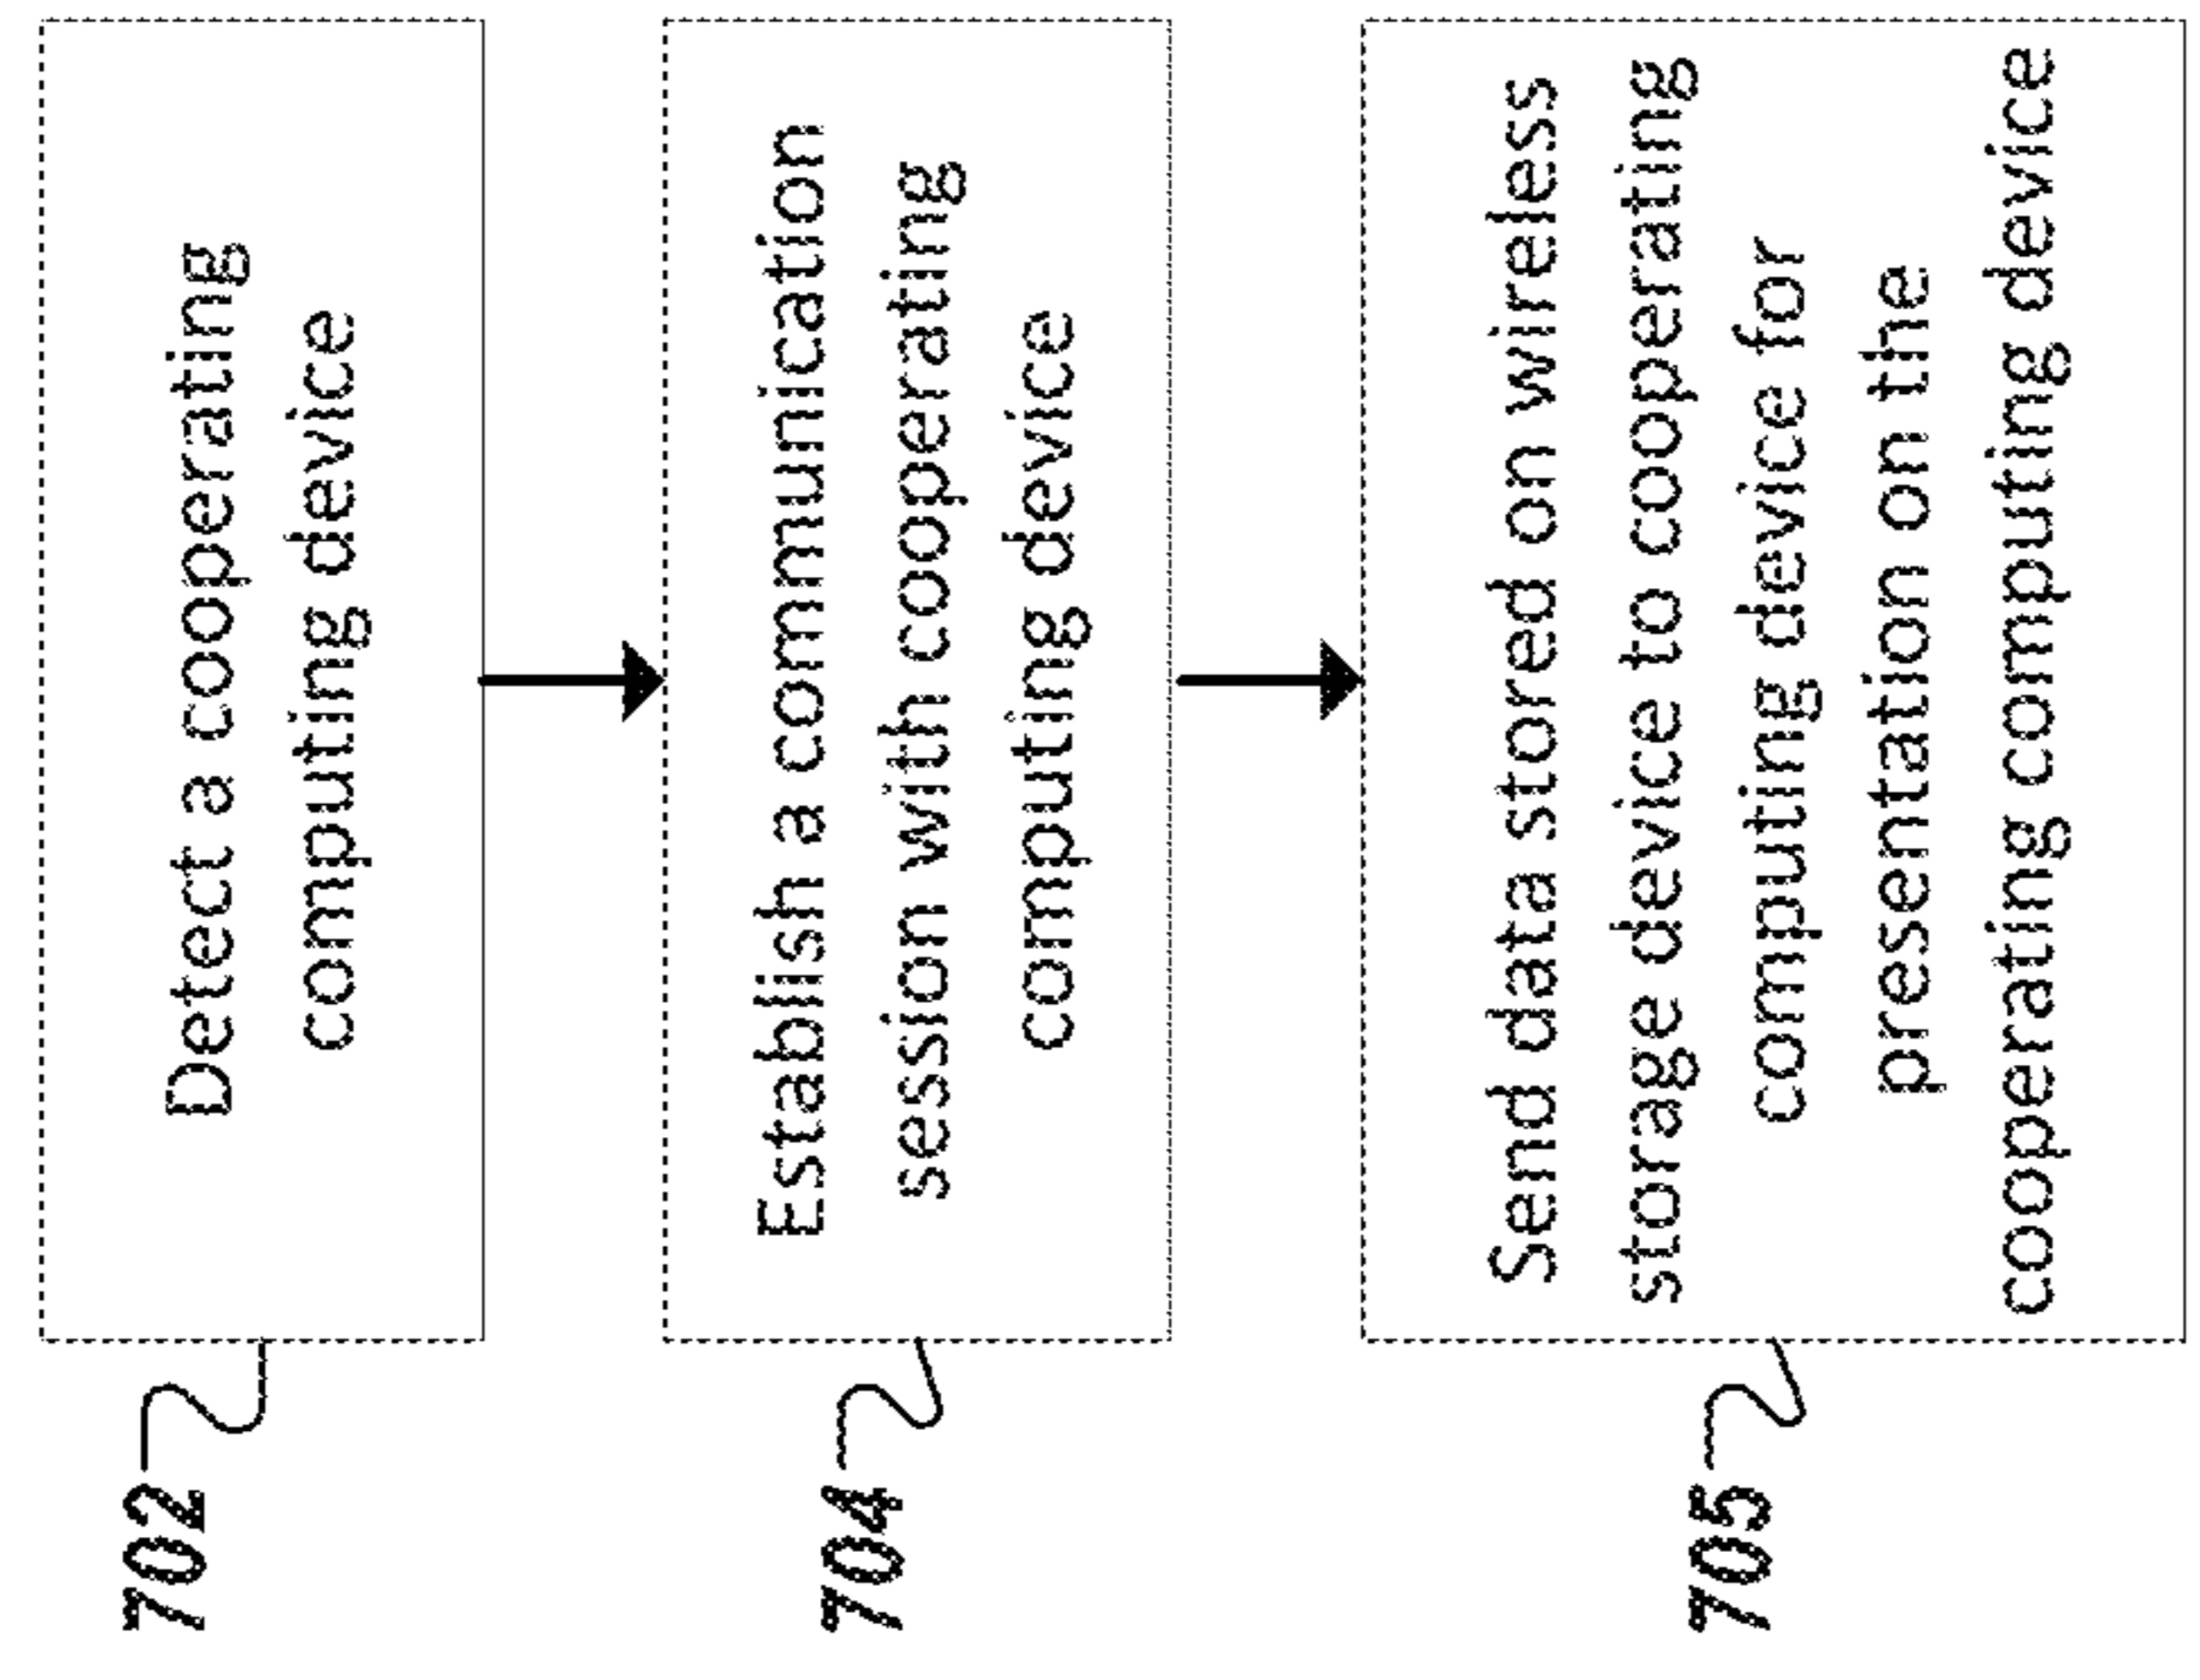 702
Detect a cooperating
computing device
704
Establish a communication
session with cooperating
computing device
705
Send data stored on wireless
storage device to cooperating
computing device for
presentation on the
cooperating computing device